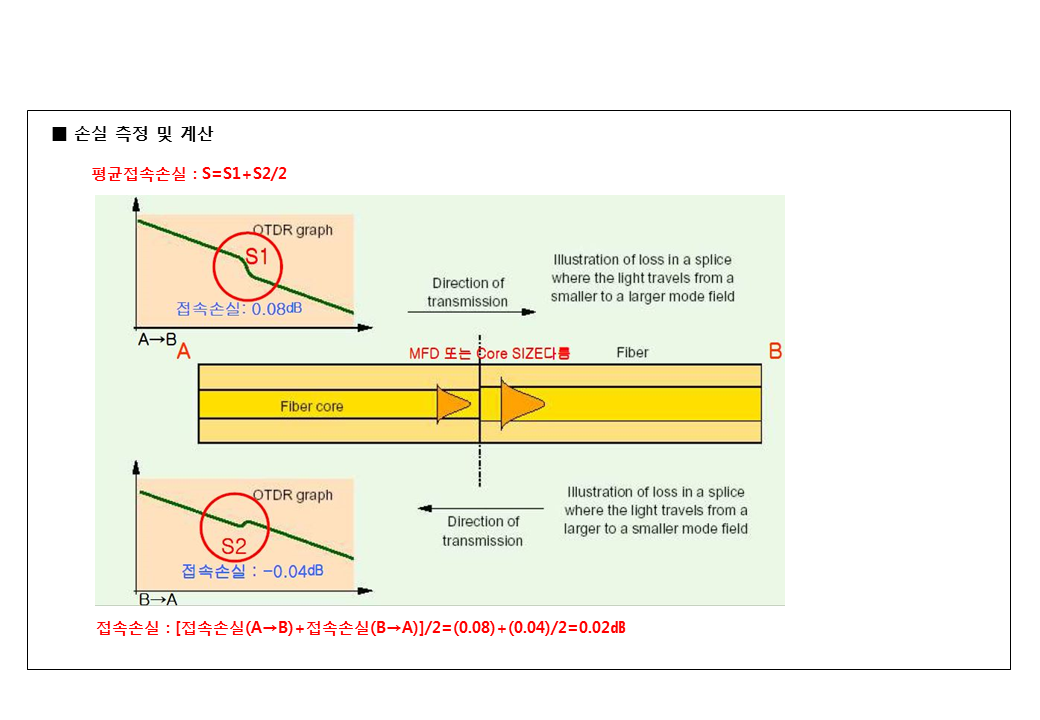 ■ 손실 측정 및 계산
평균접속손실 : S=S1+S2/2
OTDR graph
S1
접속손실: 0.08dB
A→B
Direction of
transmission
Illustration of loss in a splice
where the light travels from a
smaller to a larger mode field
A
MFD 또는 Core SIZE다름
Fiber
B
Fiber core
OTDR graph
S2
접속손실 : -0.04dB
B→A
Direction of
transmission
Illustration of loss in a splice
where the light travels from a
larger to a smaller mode field
접속손실 : [접속손실(A→B)+접속손실(B→A)]/2=(0.08)+(0.04)/2=0.02dB